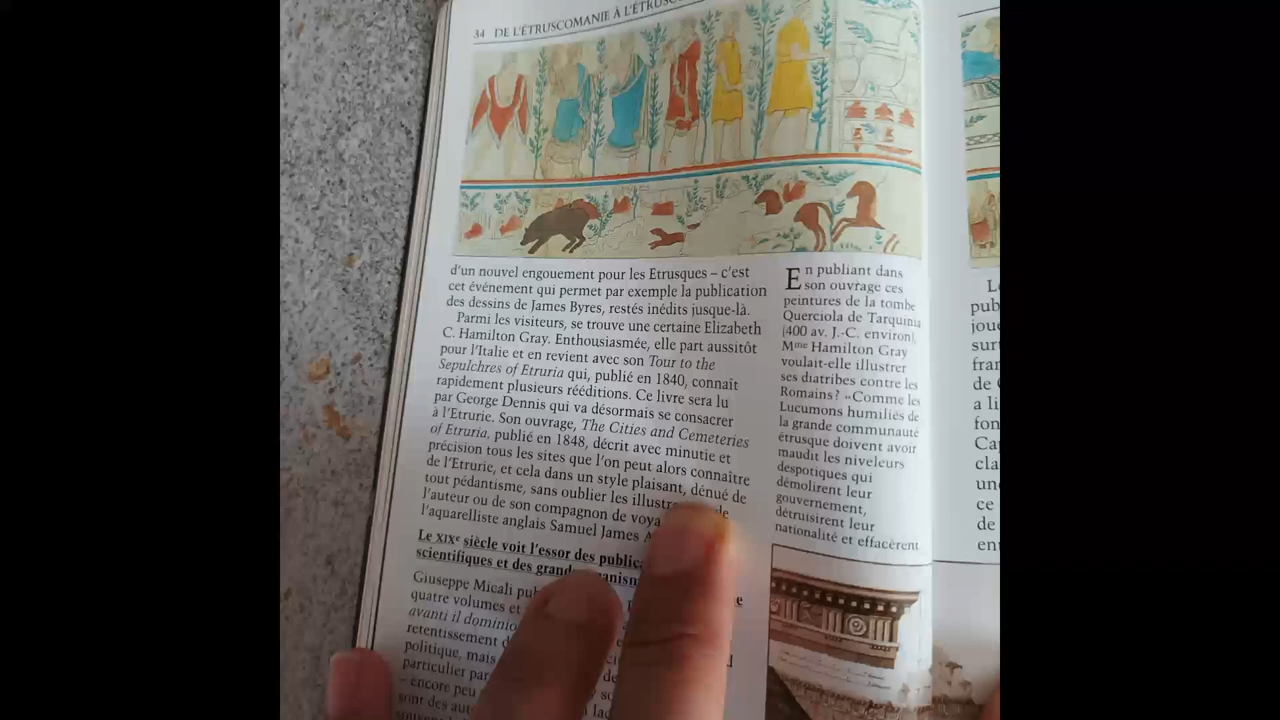 34 DE L'ÉTRUSCOMANIE À
d'un nouvel engouement pour les Etrusques – c'est
cet événement qui permet par exemple la publication
des dessins de James Byres, restés inédits jusque-là.
Parmi les visiteurs, se trouve une certaine Elizabeth
C. Hamilton Gray. Enthousiasmée, elle part aussitôt
pour l'Italie et en revient avec son Tour to the
Sepulchres of Etruria qui, publié en 1840, connaît
rapidement plusieurs rééditions. Ce livre sera lu
par George Dennis qui va désormais se consacrer
à l'Etrurie. Son ouvrage, The Cities and Cemeteries
of Etruria, publié en 1848, décrit avec minutie et
précision tous les sites que l'on peut alors connaître
de l'Etrurie, et cela dans un style plaisant, dénué de
tout pédantisme, sans oublier les de
l'auteur ou de son compagnon de
l'aquarelliste anglais Samuel James
Le XIXe siècle voit l'essor des
scientifiques et des
Giuseppe Micali
quatre volumes et
avanti il dominio
retentissement
politique, mais
particulier par
– encore peu
sont des
En publiant dans
son ouvrage ces
peintures de la tombe
Querciola de Tarquinia
(400 av. J.-C. environ),
Mme Hamilton Gray
voulait-elle illustrer
ses diatribes contre les
Romains? «Comme les
Lucumons humiliés de
la grande communauté
étrusque doivent avoir
maudit les niveleurs
despotiques qui
démolirent leur
gouvernement,
détruisirent leur
nationalité et effacèrent
de
a
ce
de